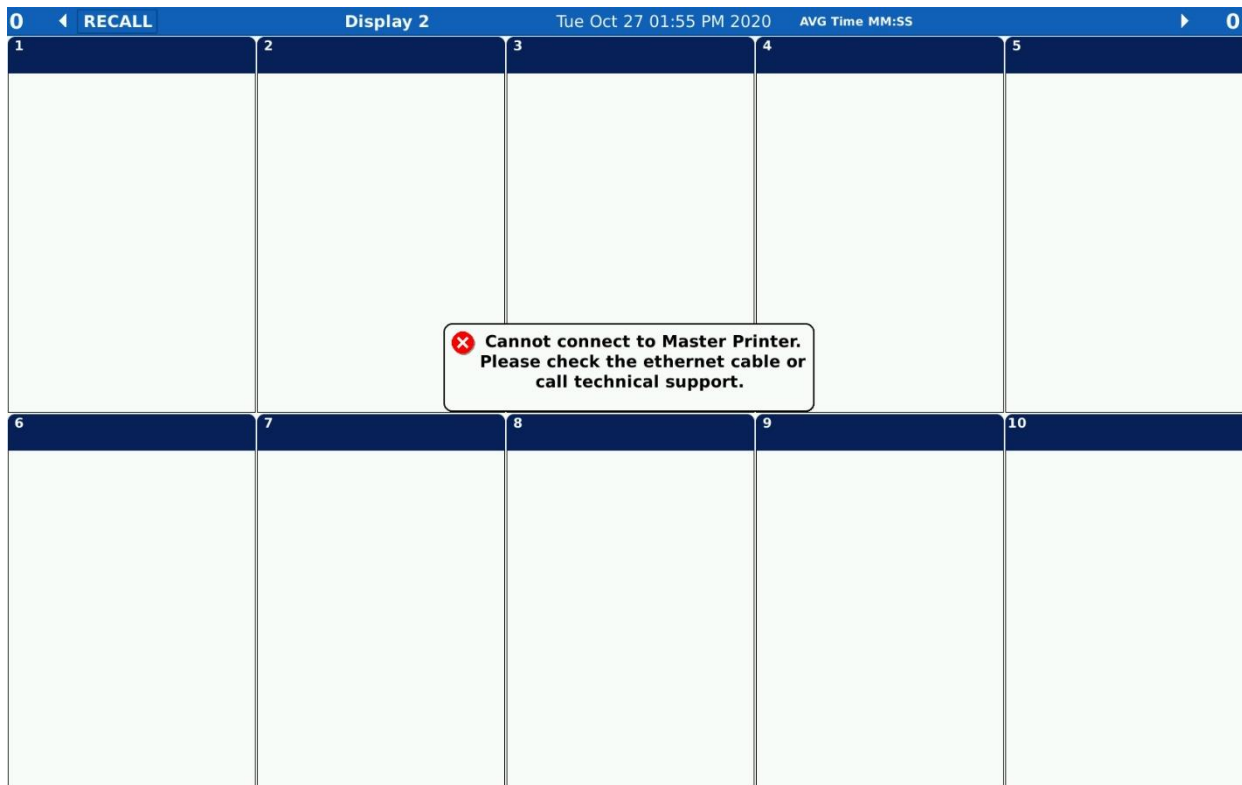 0 RECALL Display 2 Tue Oct 27 01:55 PM 2020 AVG Time MM:SS 0
1 2 3 4 5
Cannot connect to Master Printer.
Please check the ethernet cable or
call technical support.
6 7 8 9 10